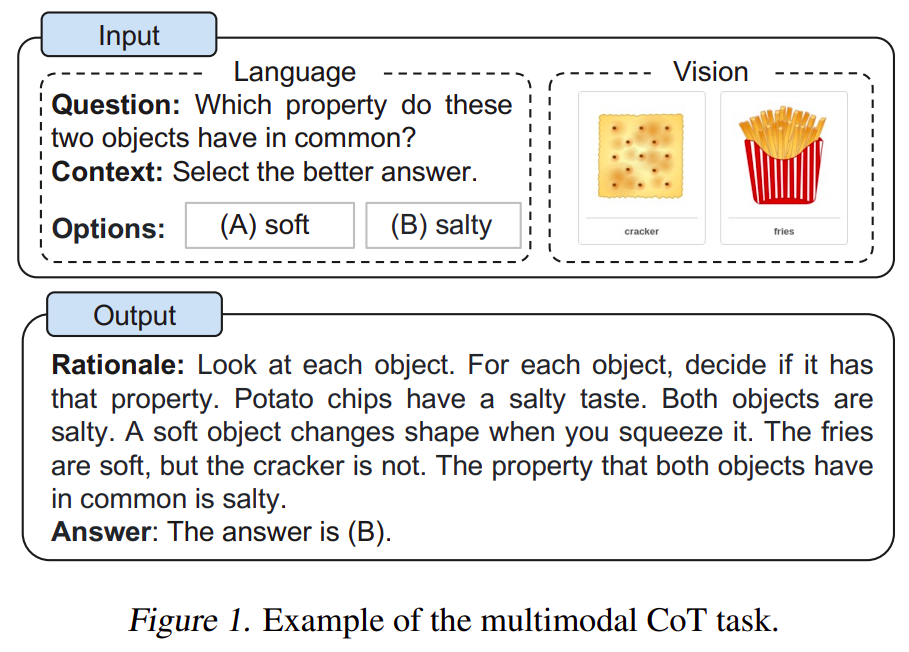 Input
Language
Question: Which property do these
two objects have in common?
Context: Select the better answer.
Options: (A) soft (B) salty
Vision
cracker
fries
Output
Rationale: Look at each object. For each object, decide if it has
that property. Potato chips have a salty taste. Both objects are
salty. A soft object changes shape when you squeeze it. The fries
are soft, but the cracker is not. The property that both objects have
in common is salty.
Answer: The answer is (B).
Figure 1. Example of the multimodal CoT task.